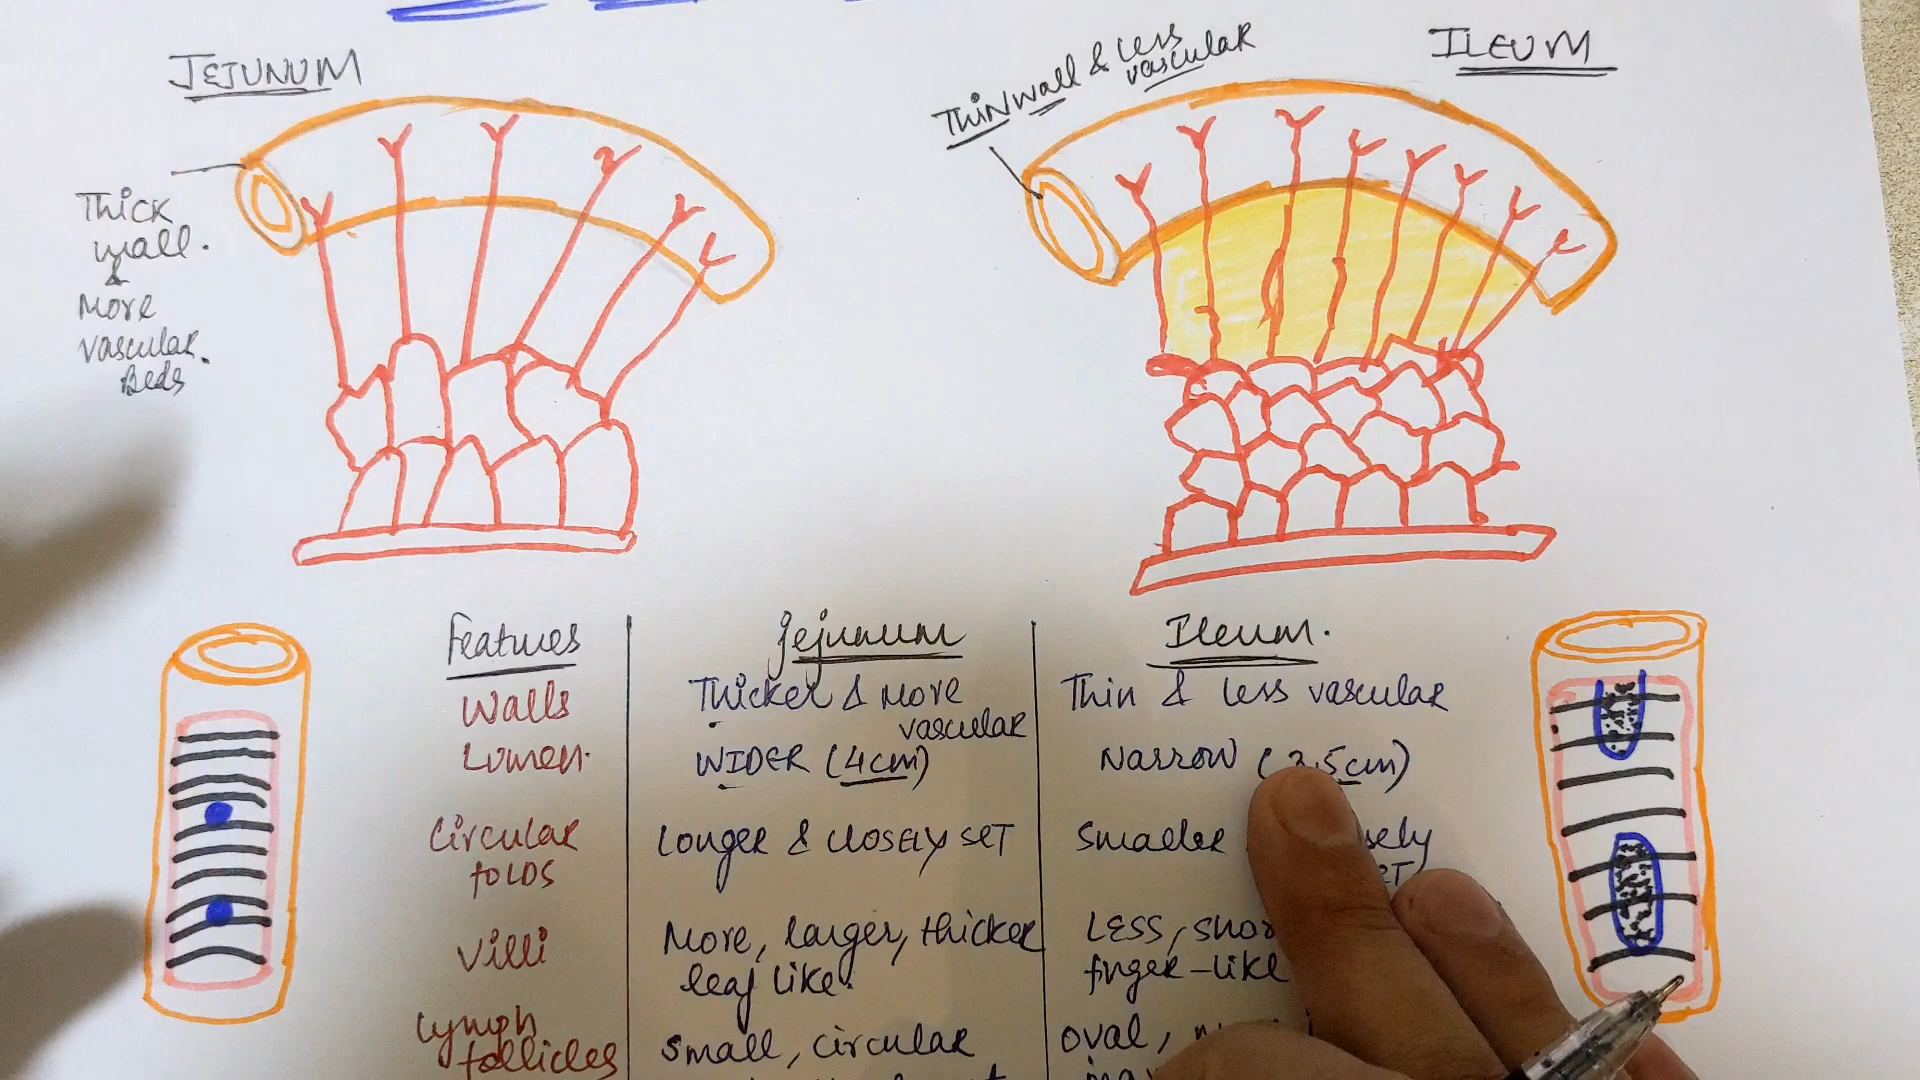 JEJUNUM
ILEUM
Thin wall & Less
vascular
Thick
wall.
&
More
vascular.
Beds
Features
Jejunum
Ileum.
Walls
Thicker & More
vascular
Thin & Less vascular
Lumen.
WIDER (4cm)
Narrow (3.5cm)
Circular
folds
Longer & closely set
Smaller
Villi
More, larger, thicker
leaf like.
Less,
finger-like
Lymph
follicles
Small, circular
oval,